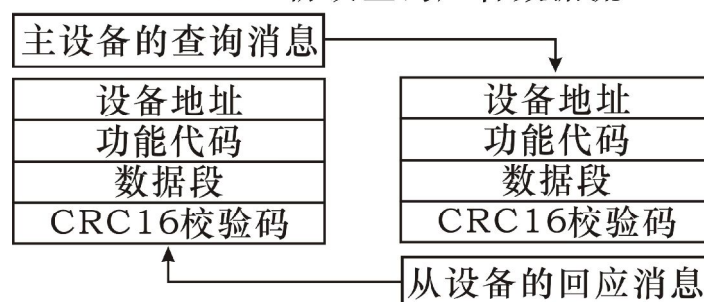 主设备的查询消息
设备地址
功能代码
数据段
CRC16校验码
设备地址
功能代码
数据段
CRC16校验码
从设备的回应消息